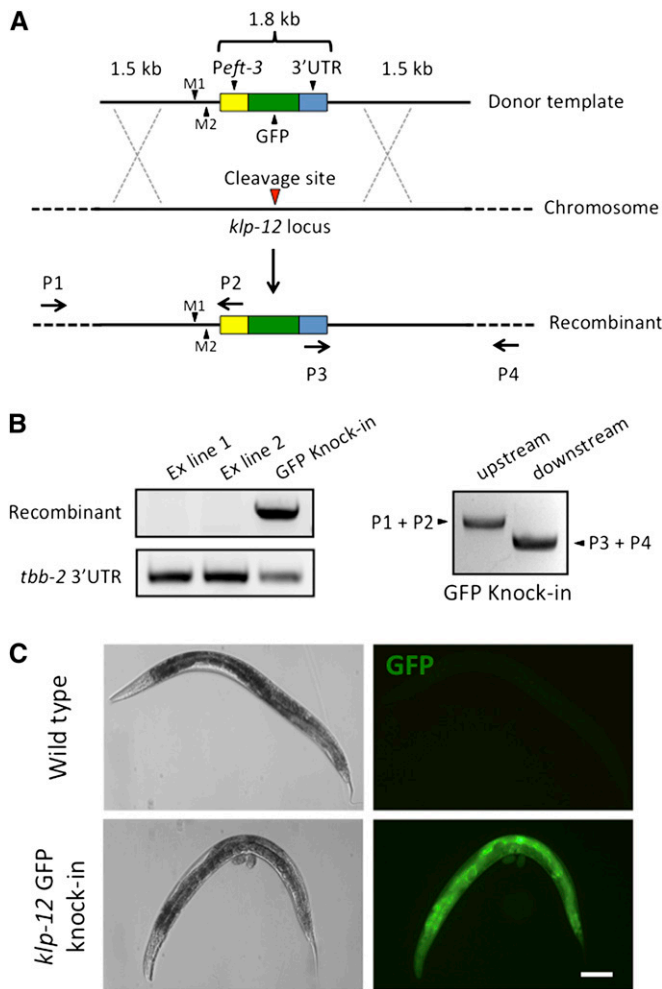 A
1.8 kb
1.5 kb
Peft-3
3'UTR
1.5 kb
M1
M2
GFP
Donor template
Cleavage site
Chromosome
klp-12 locus
P1
P2
M1
M2
Recombinant
P3
P4
B
Ex line 1
Ex line 2
GFP Knock-in
Recombinant
tbb-2 3'UTR
upstream
downstream
P1 + P2
P3 + P4
GFP Knock-in
C
Wild type
GFP
klp-12 GFP
knock-in